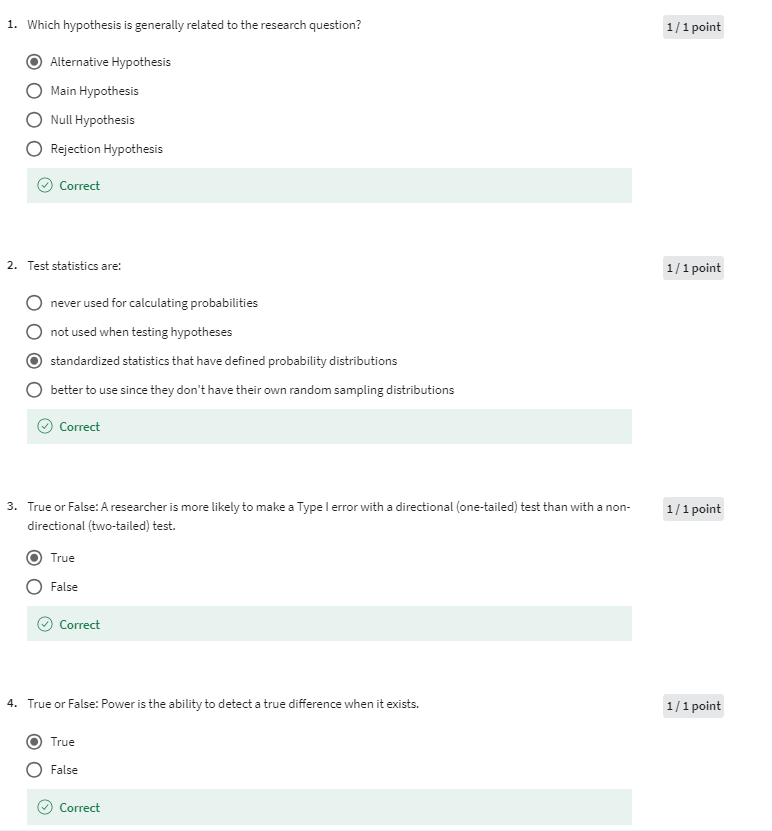 1. Which hypothesis is generally related to the research question?
1 / 1 point
Alternative Hypothesis
Main Hypothesis
Null Hypothesis
Rejection Hypothesis
Correct
2. Test statistics are:
1 / 1 point
never used for calculating probabilities
not used when testing hypotheses
standardized statistics that have defined probability distributions
better to use since they don't have their own random sampling distributions
Correct
3. True or False: A researcher is more likely to make a Type I error with a directional (one-tailed) test than with a non-
directional (two-tailed) test.
1 / 1 point
True
False
Correct
4. True or False: Power is the ability to detect a true difference when it exists.
1 / 1 point
True
False
Correct